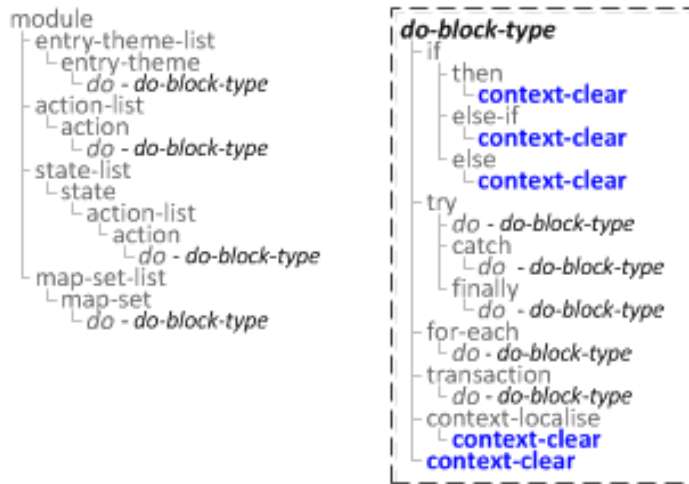 module
entry-theme-list
entry-theme
do - do-block-type
action-list
action
do - do-block-type
state-list
state
action-list
action
do - do-block-type
map-set-list
map-set
do - do-block-type
do-block-type
if
then
context-clear
else-if
context-clear
else
context-clear
try
do - do-block-type
catch
do - do-block-type
finally
do - do-block-type
for-each
do - do-block-type
transaction
do - do-block-type
context-localise
context-clear
context-clear